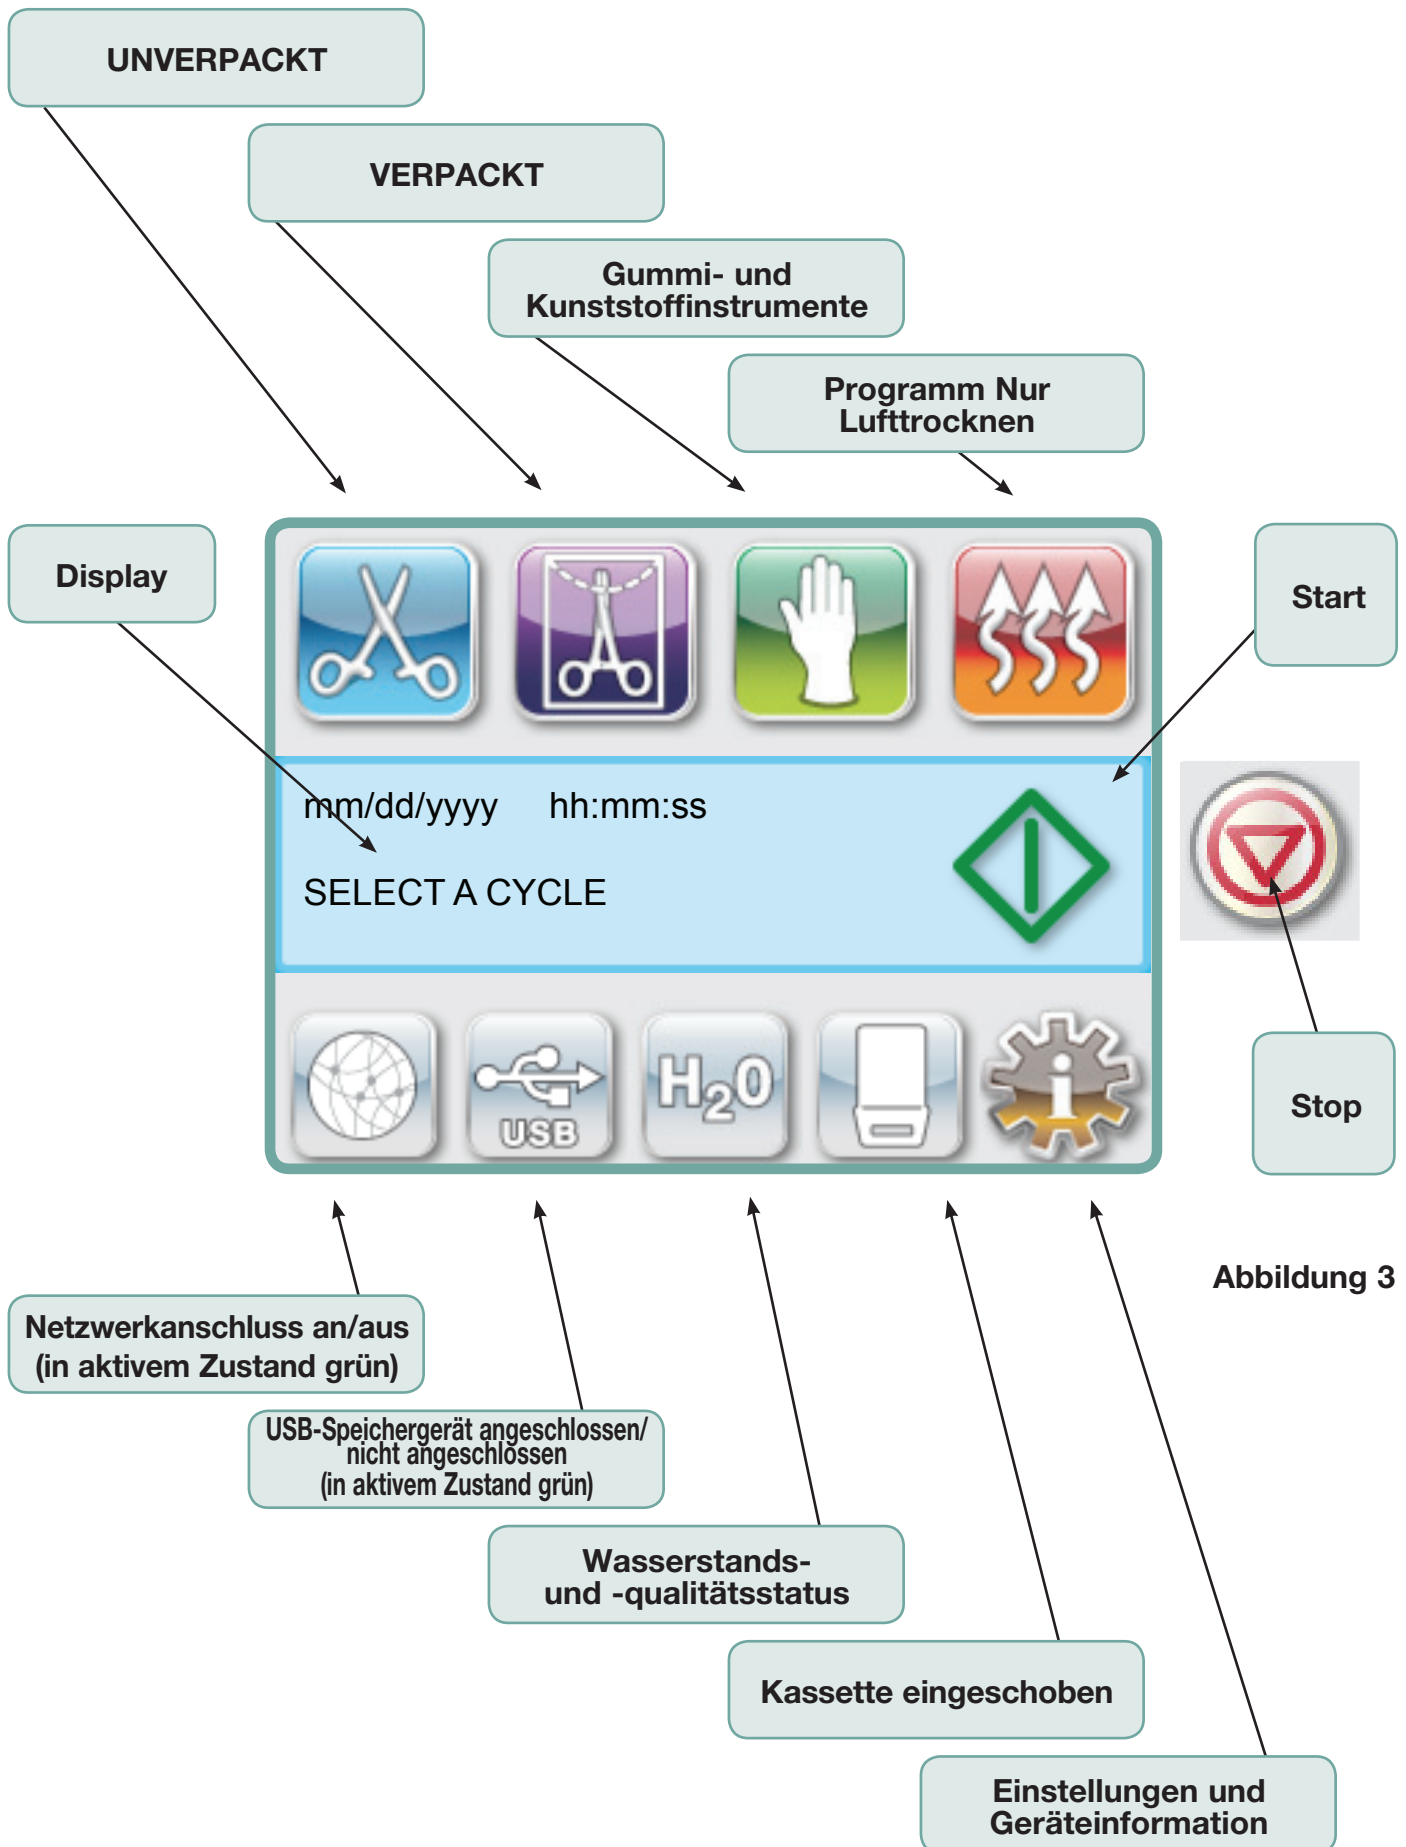 UNVERPACKT
VERPACKT
Gummi- und
Kunststoffinstrumente
Programm Nur
Lufttrocknen
Display
Start
mm/dd/yyyy hh:mm:ss
SELECT A CYCLE
USB
H₂O
i
Stop
Abbildung 3
Netzwerkanschluss an/aus
(in aktivem Zustand grün)
USB-Speichergerät angeschlossen/
nicht angeschlossen
(in aktivem Zustand grün)
Wasserstands-
und -qualitätsstatus
Kassette eingeschoben
Einstellungen und
Geräteinformation